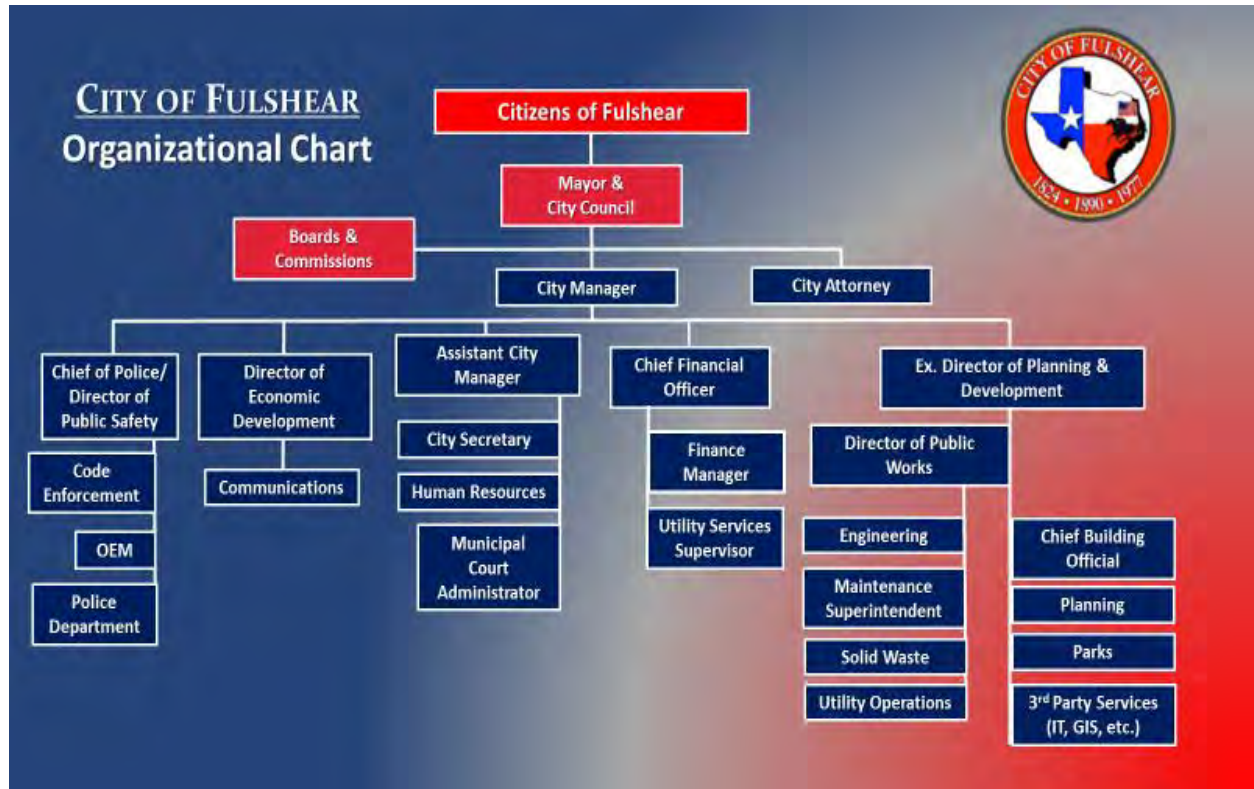 CITY OF FULSHEAR
Organizational Chart
CITY OF FULSHEAR
1824 • 1890 • 1977
Citizens of Fulshear
Mayor &
City Council
Boards &
Commissions
City Manager
City Attorney
Chief of Police/
Director of
Public Safety
Code
Enforcement
OEM
Police
Department
Director of
Economic
Development
Communications
Assistant City
Manager
City Secretary
Human Resources
Municipal
Court
Administrator
Chief Financial
Officer
Finance
Manager
Utility Services
Supervisor
Ex. Director of Planning &
Development
Director of Public
Works
Engineering
Maintenance
Superintendent
Solid Waste
Utility Operations
Chief Building
Official
Planning
Parks
3rd Party Services
(IT, GIS, etc.)